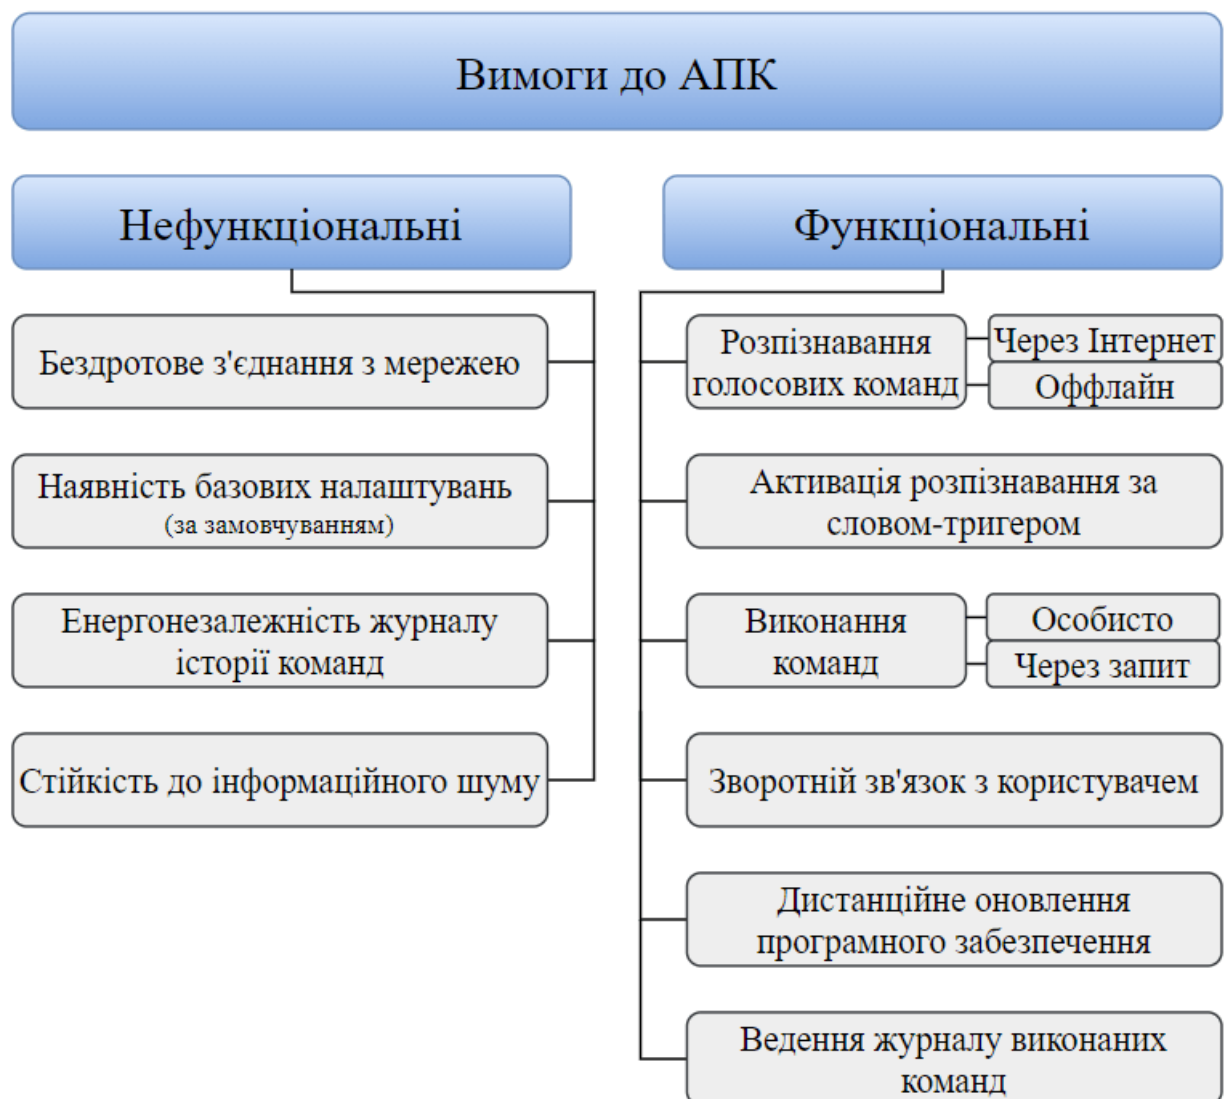 Вимоги до АПК
Нефункціональні
Бездротове з'єднання з мережею
Наявність базових налаштувань
(за замовчуванням)
Енергонезалежність журналу
історії команд
Стійкість до інформаційного шуму
Функціональні
Розпізнавання
голосових команд
Через Інтернет
Оффлайн
Активація розпізнавання за
словом-тригером
Виконання
команд
Особисто
Через запит
Зворотній зв'язок з користувачем
Дистанційне оновлення
програмного забезпечення
Ведення журналу виконаних
команд